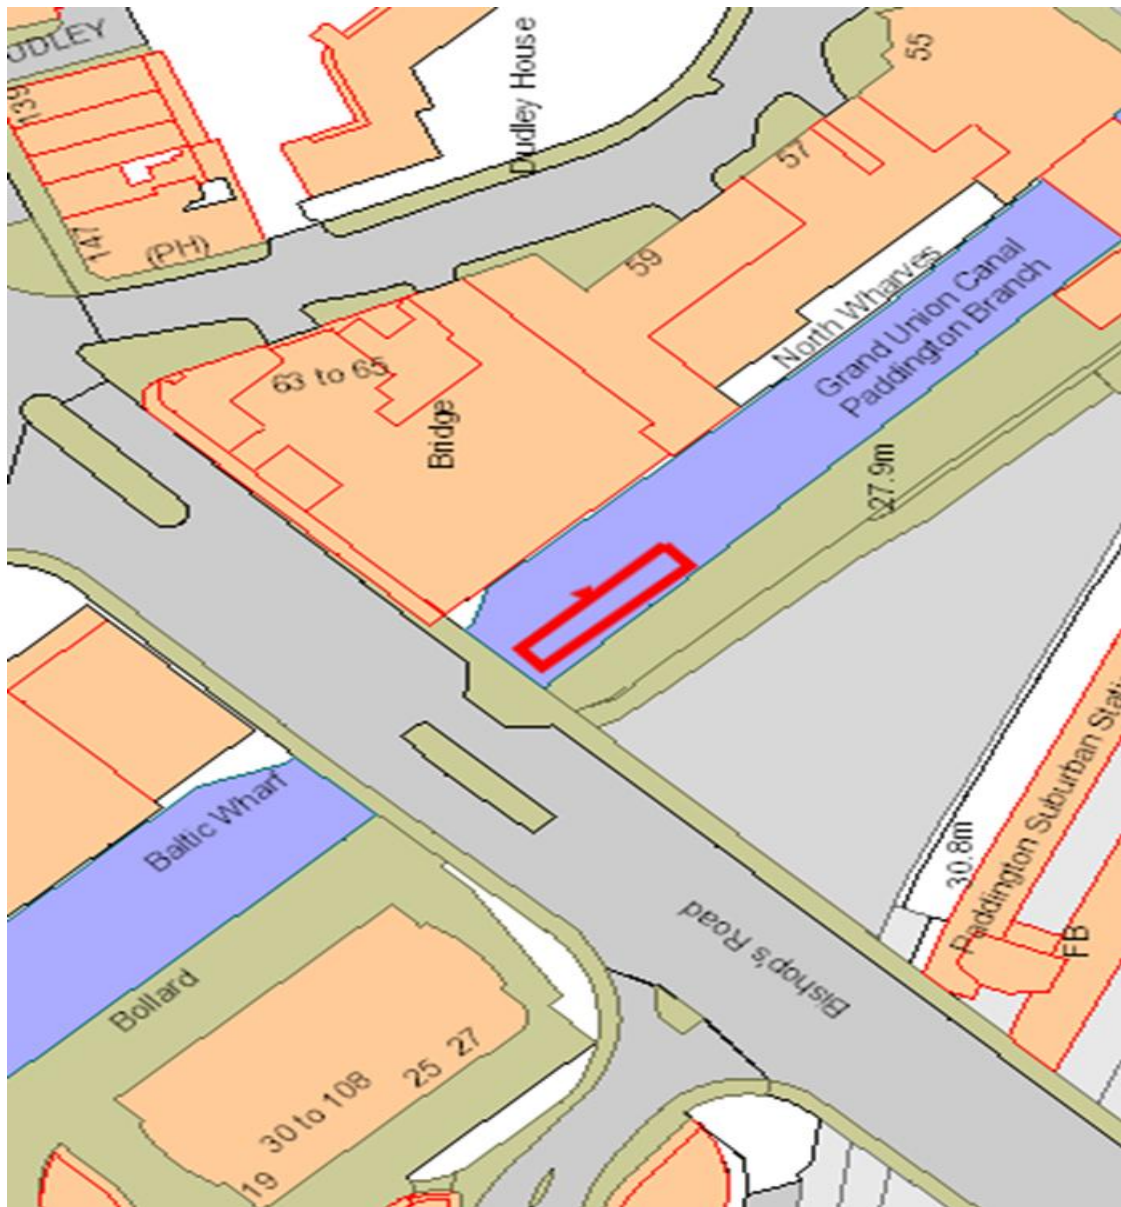 UDLEY
139
147
(PH)
Dudley House
55
57
59
63 to 65
Bridge
North Wharves
Grand Union Canal
Paddington Branch
27.9m
Baltic Wharf
Bishop's Road
30.8m
Paddington Suburban Stati
FB
Bollard
30 to 108
25
27
19